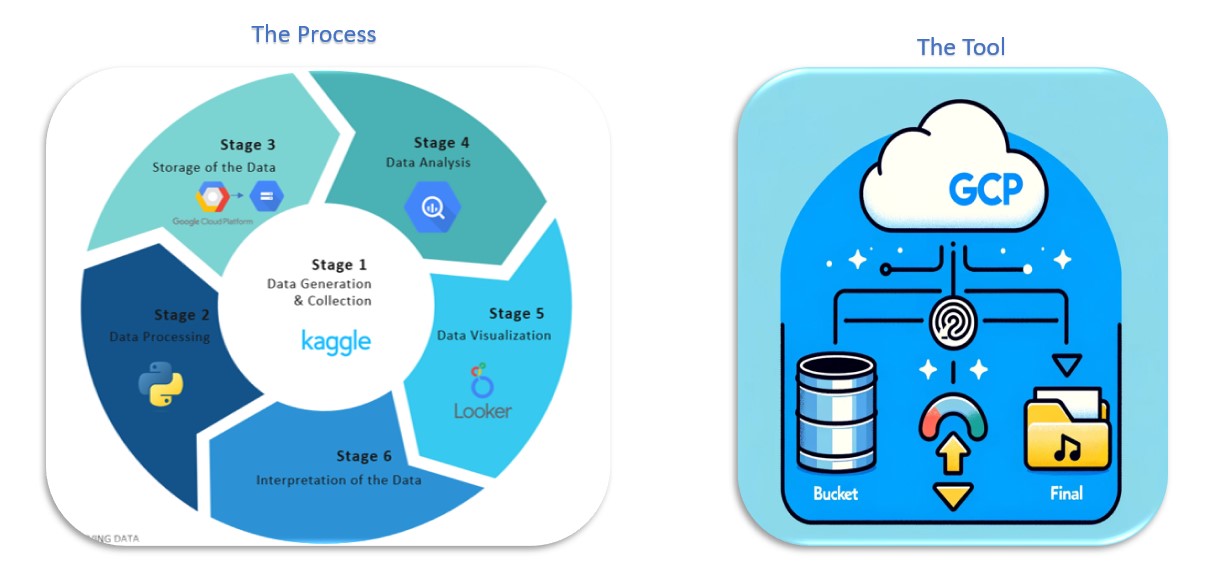 The Process
The Tool
Stage 3
Storage of the Data
Google Cloud Platform
Stage 4
Data Analysis
Stage 1
Data Generation
& Collection
kaggle
Stage 2
Data Processing
Stage 5
Data Visualization
Looker
Stage 6
Interpretation of the Data
DATA
GCP
Bucket
Final